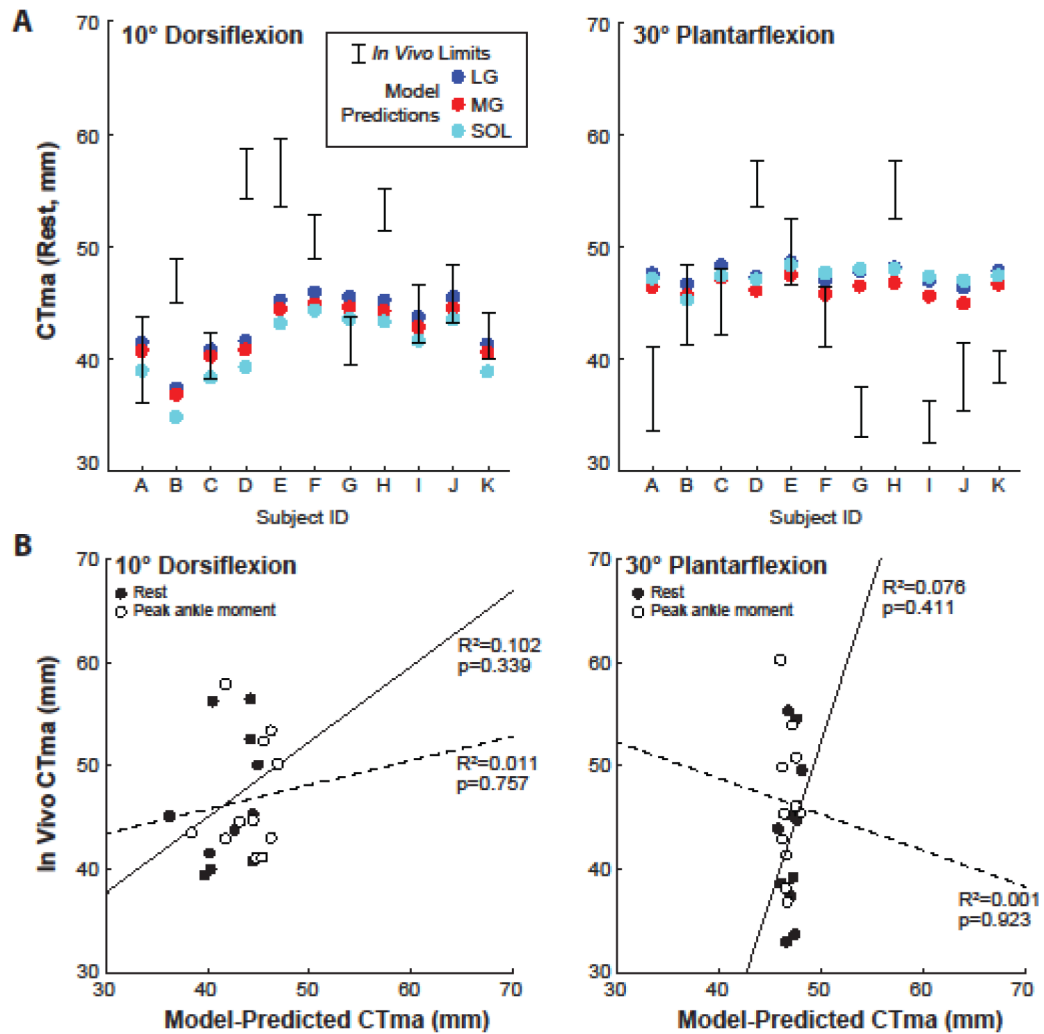 A
10° Dorsiflexion
In Vivo Limits
Model
Predictions
LG
MG
SOL
CTma (Rest, mm)
70
60
50
40
30
A B C D E F G H I J K
Subject ID
30° Plantarflexion
70
60
50
40
30
A B C D E F G H I J K
Subject ID
B
10° Dorsiflexion
Rest
Peak ankle moment
R²=0.102
p=0.339
R²=0.011
p=0.757
In Vivo CTma (mm)
70
60
50
40
30
30 40 50 60 70
Model-Predicted CTma (mm)
30° Plantarflexion
Rest
Peak ankle moment
R²=0.076
p=0.411
R²=0.001
p=0.923
70
60
50
40
30
30 40 50 60 70
Model-Predicted CTma (mm)